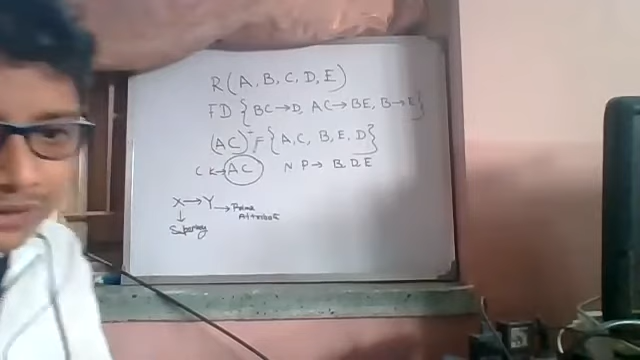 R(A, B, C, D, E)
FD { BC→D, AC→BE, B→E}
(AC)+ = {A, C, B, E, D}
CK→ AC N P → B, D E
X→Y → Prime
Attribute
↓
Superkey